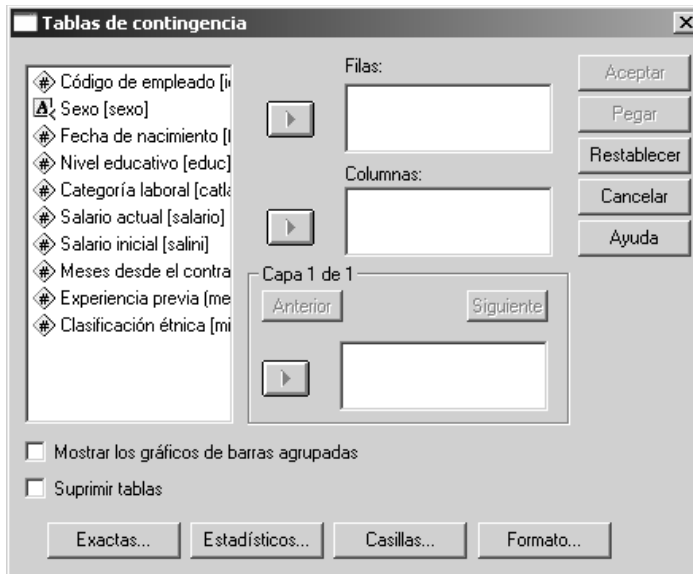 Tablas de contingencia
Código de empleado [i
Sexo [sexo]
Fecha de nacimiento [
Nivel educativo [educ]
Categoría laboral [catla
Salario actual [salario]
Salario inicial [salini]
Meses desde el contra
Experiencia previa (me
Clasificación étnica [mi
Filas:
Columnas:
Capa 1 de 1
Anterior
Siguiente
Aceptar
Pegar
Restablecer
Cancelar
Ayuda
Mostrar los gráficos de barras agrupadas
Suprimir tablas
Exactas...
Estadísticos...
Casillas...
Formato...